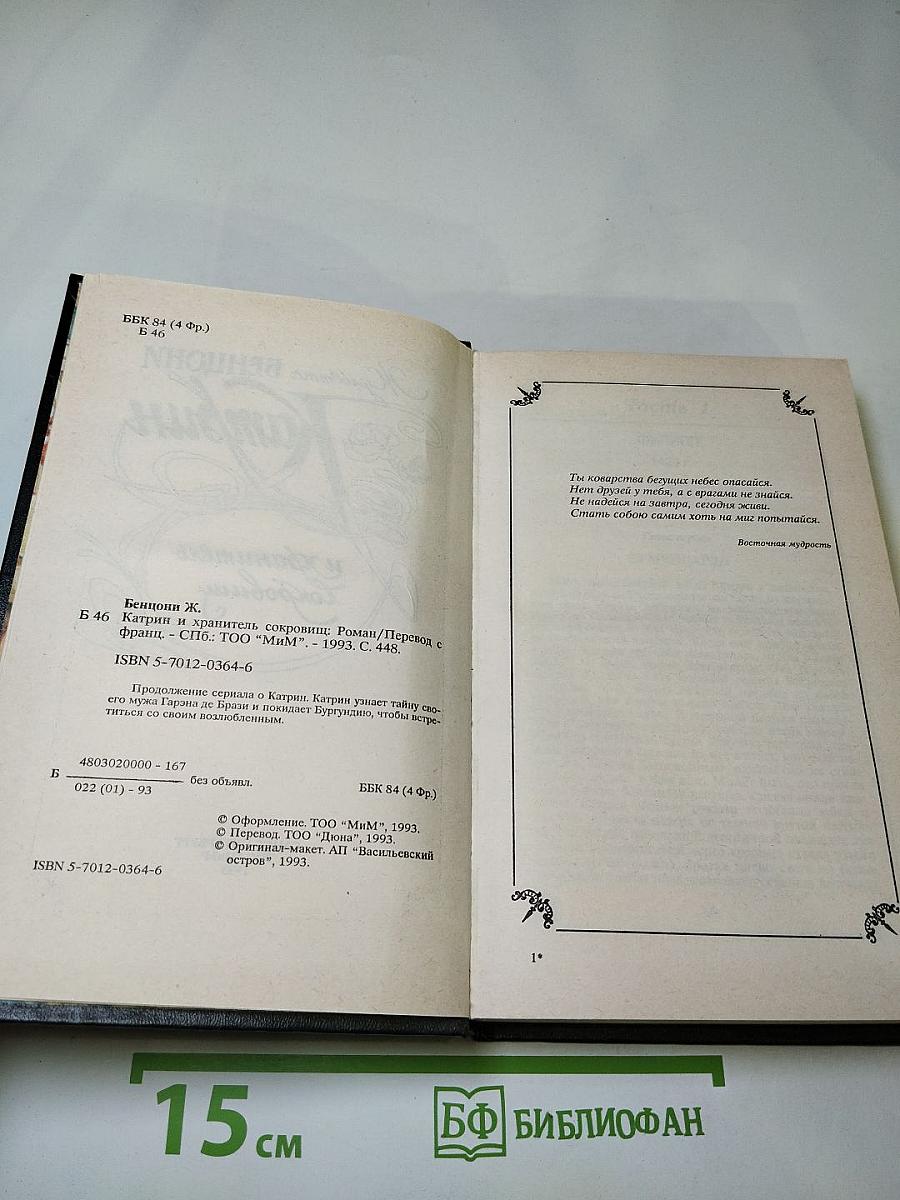 ББК 84 (4 Фр.)
Б 46
Бенцони Ж.
Б 46 Катрин и хранитель сокровищ: Роман/Перевод с
франц. - СПб.: ТОО “МиМ”. - 1993. С. 448.
ISBN 5-7012-0364-6
Продолжение сериала о Катрин. Катрин узнает тайну сво-
его мужа Гарэна де Брази и покидает Бургундию, чтобы встре-
титься со своим возлюбленным.
4803020000 - 167
Б без объявл.
022 (01) - 93
ББК 84 (4 Фр.)
© Оформление. ТОО “МиМ”, 1993.
© Перевод. ТОО “Дюна”, 1993.
© Оригинал-макет. АП “Васильевский
остров”, 1993.
ISBN 5-7012-0364-6
Ты коварства бегущих небес опасайся.
Нет друзей у тебя, а с врагами не знайся.
Не надейся на завтра, сегодня живи.
Стать собою самим хоть на миг попытайся.
Восточная мудрость
1*
15 см
БФ БИБЛИОФАН